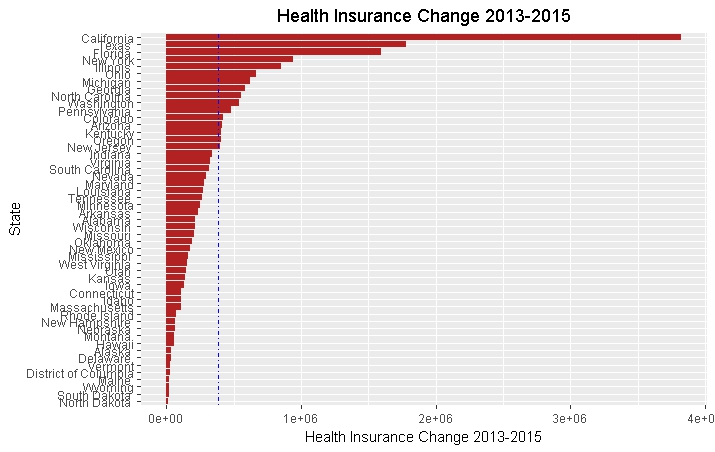 Health Insurance Change 2013-2015
State
California
Texas
Florida
New York
Illinois
Ohio
Michigan
Georgia
North Carolina
Washington
Pennsylvania
Colorado
Arizona
Kentucky
Oregon
New Jersey
Indiana
Virginia
South Carolina
Nevada
Maryland
Louisiana
Tennessee
Minnesota
Arkansas
Alabama
Wisconsin
Missouri
Oklahoma
New Mexico
Mississippi
West Virginia
Utah
Kansas
Iowa
Connecticut
Idaho
Massachusetts
Rhode Island
New Hampshire
Nebraska
Montana
Hawaii
Alaska
Delaware
Vermont
District of Columbia
Maine
Wyoming
South Dakota
North Dakota
0e+00 1e+06 2e+06 3e+06 4e+0
Health Insurance Change 2013-2015